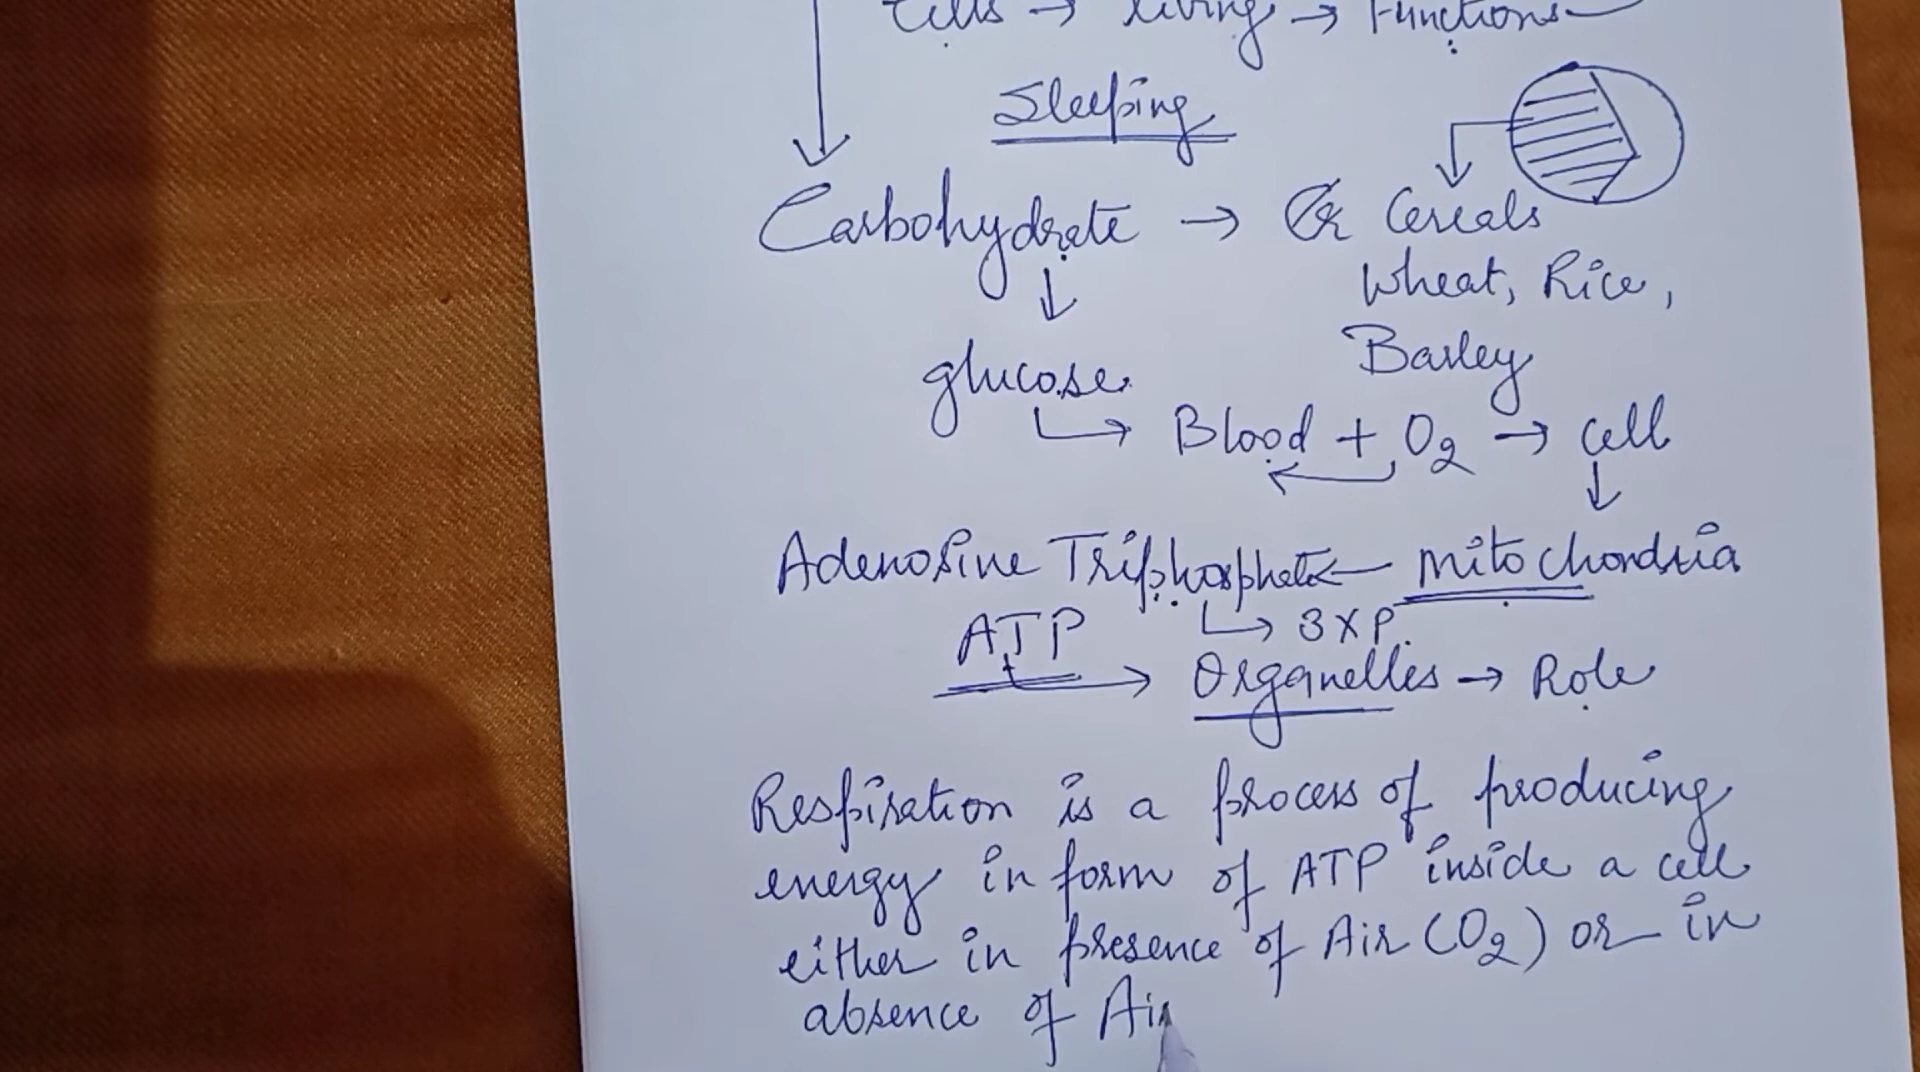 Cells → Living → Functions
Sleeping
Carbohydrate → Cereals
Wheat, Rice,
Barley
↓
glucose
↳ Blood + O2 → cell
↓
Adenosine Triphosphate ← Mitochondria
ATP ↳ 3XP
→ Organelles → Role
Respiration is a process of producing
energy in form of ATP inside a cell
either in presence of Air (O2) or in
absence of Air